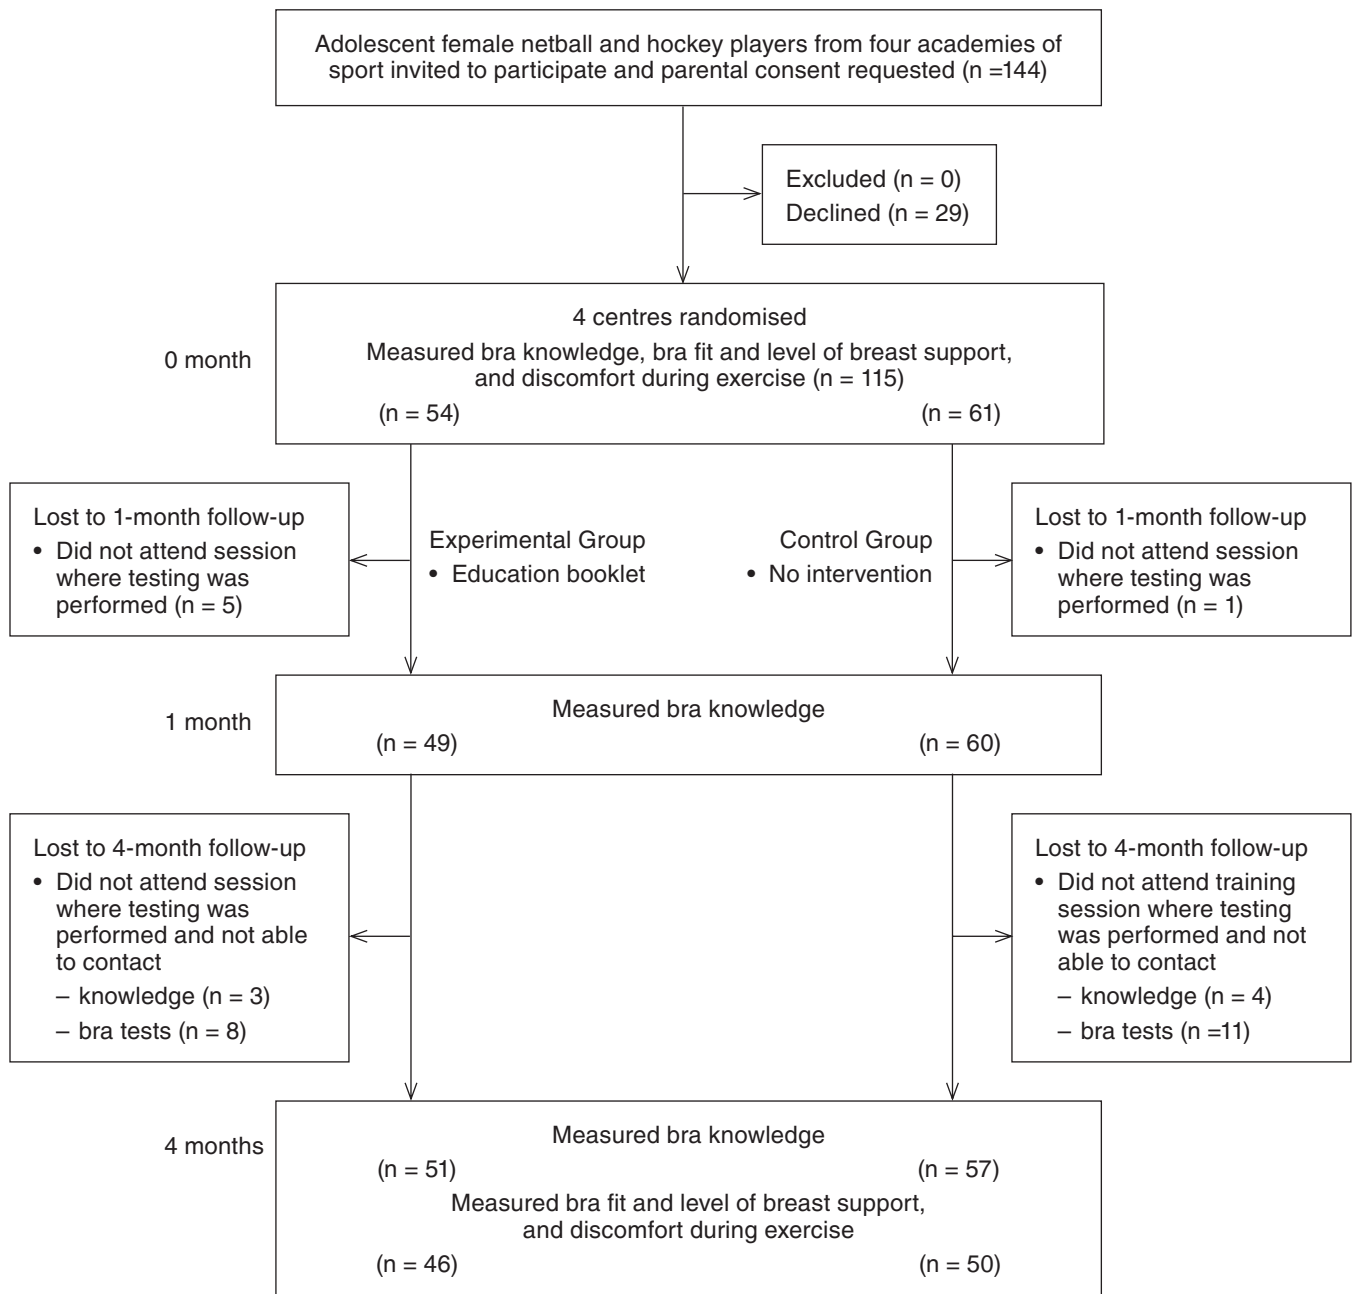 Adolescent female netball and hockey players from four academies of
sport invited to participate and parental consent requested (n =144)
Excluded (n = 0)
Declined (n = 29)
0 month
4 centres randomised
Measured bra knowledge, bra fit and level of breast support,
and discomfort during exercise (n = 115)
(n = 54)
(n = 61)
Lost to 1-month follow-up
• Did not attend session
where testing was
performed (n = 5)
Experimental Group
• Education booklet
Control Group
• No intervention
Lost to 1-month follow-up
• Did not attend session
where testing was
performed (n = 1)
1 month
Measured bra knowledge
(n = 49)
(n = 60)
Lost to 4-month follow-up
• Did not attend session
where testing was
performed and not able
to contact
– knowledge (n = 3)
– bra tests (n = 8)
Lost to 4-month follow-up
• Did not attend training
session where testing
was performed and not
able to contact
– knowledge (n = 4)
– bra tests (n =11)
4 months
Measured bra knowledge
(n = 51)
(n = 57)
Measured bra fit and level of breast support,
and discomfort during exercise
(n = 46)
(n = 50)